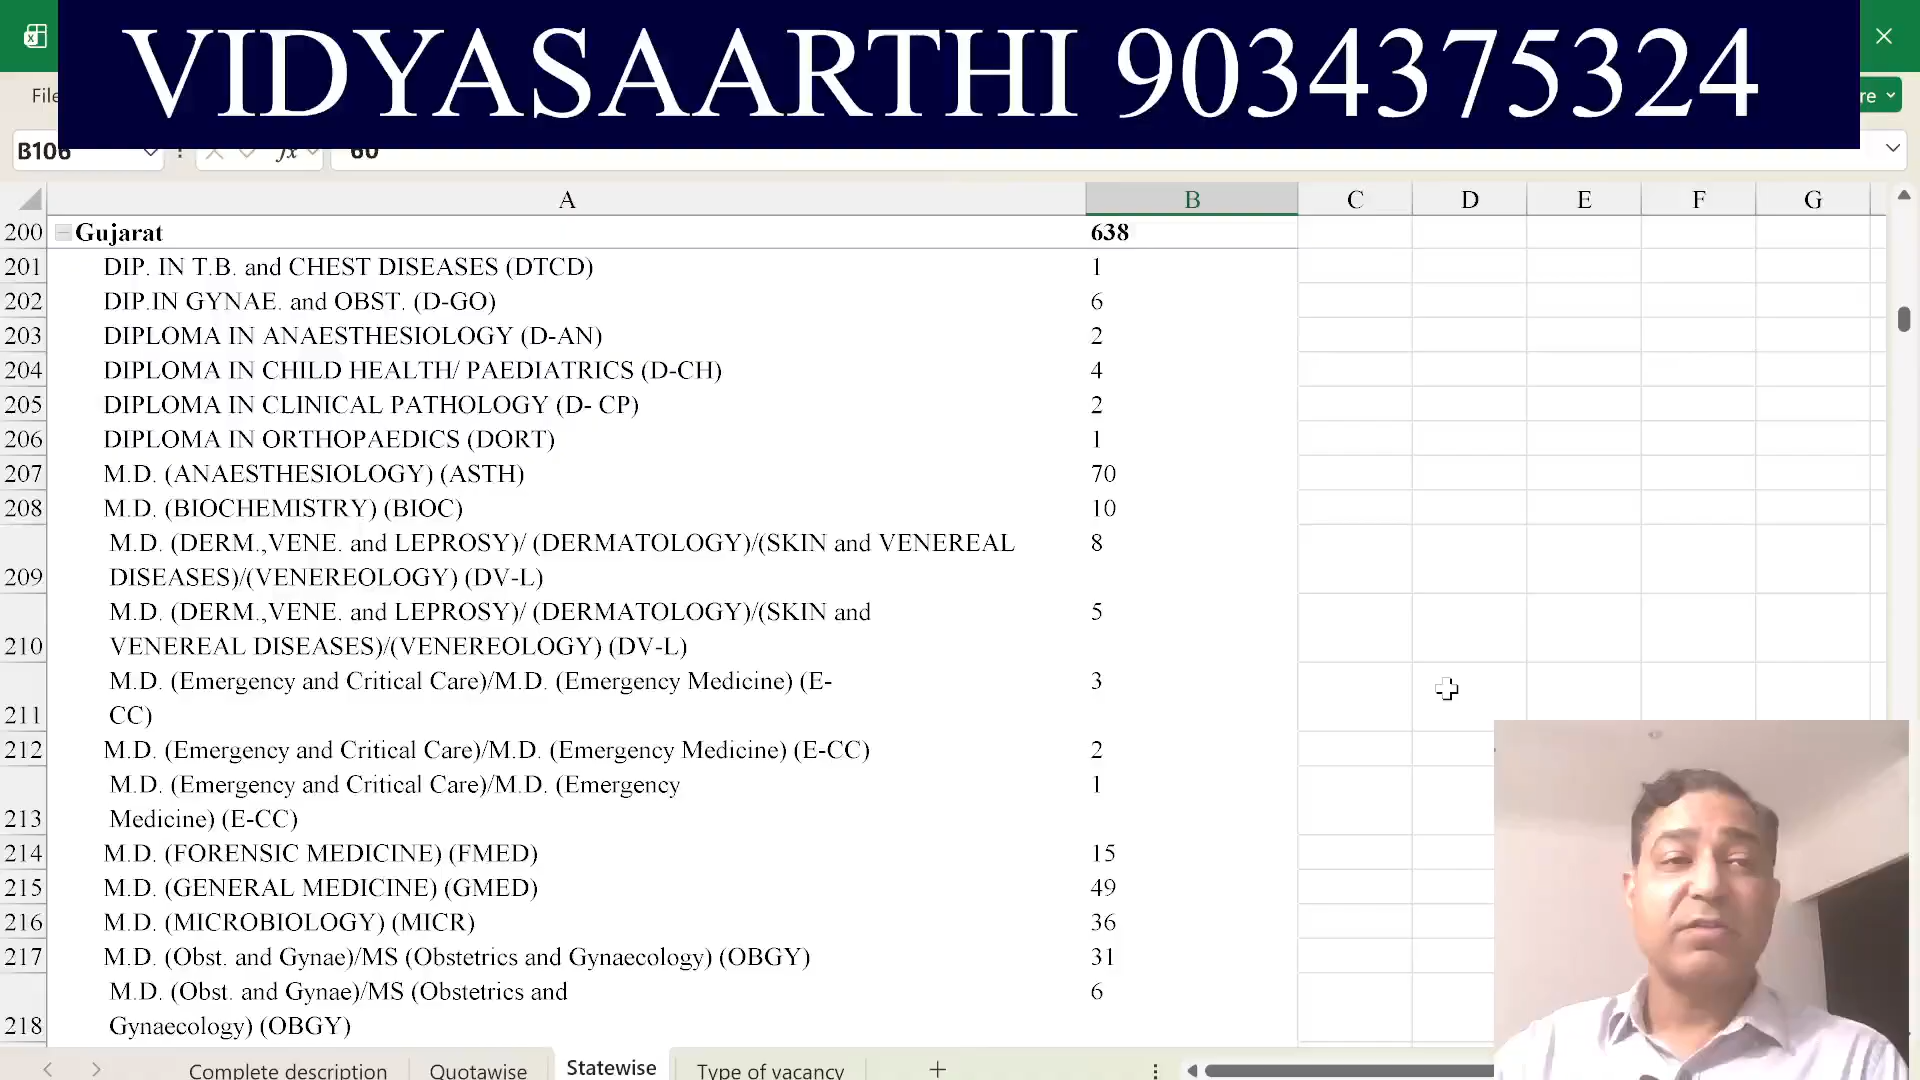 VIDYASAARTHI 9034375324
File
re
B106 fx 60
A B C D E F G
200 Gujarat 638
201 DIP. IN T.B. and CHEST DISEASES (DTCD) 1
202 DIP.IN GYNAE. and OBST. (D-GO) 6
203 DIPLOMA IN ANAESTHESIOLOGY (D-AN) 2
204 DIPLOMA IN CHILD HEALTH/ PAEDIATRICS (D-CH) 4
205 DIPLOMA IN CLINICAL PATHOLOGY (D- CP) 2
206 DIPLOMA IN ORTHOPAEDICS (DORT) 1
207 M.D. (ANAESTHESIOLOGY) (ASTH) 70
208 M.D. (BIOCHEMISTRY) (BIOC) 10
M.D. (DERM.,VENE. and LEPROSY)/ (DERMATOLOGY)/(SKIN and VENEREAL 8
209 DISEASES)/(VENEREOLOGY) (DV-L)
M.D. (DERM.,VENE. and LEPROSY)/ (DERMATOLOGY)/(SKIN and 5
210 VENEREAL DISEASES)/(VENEREOLOGY) (DV-L)
M.D. (Emergency and Critical Care)/M.D. (Emergency Medicine) (E- 3
211 CC)
212 M.D. (Emergency and Critical Care)/M.D. (Emergency Medicine) (E-CC) 2
M.D. (Emergency and Critical Care)/M.D. (Emergency 1
213 Medicine) (E-CC)
214 M.D. (FORENSIC MEDICINE) (FMED) 15
215 M.D. (GENERAL MEDICINE) (GMED) 49
216 M.D. (MICROBIOLOGY) (MICR) 36
217 M.D. (Obst. and Gynae)/MS (Obstetrics and Gynaecology) (OBGY) 31
M.D. (Obst. and Gynae)/MS (Obstetrics and 6
218 Gynaecology) (OBGY)
Complete description Quotawise Statewise Type of vacancy